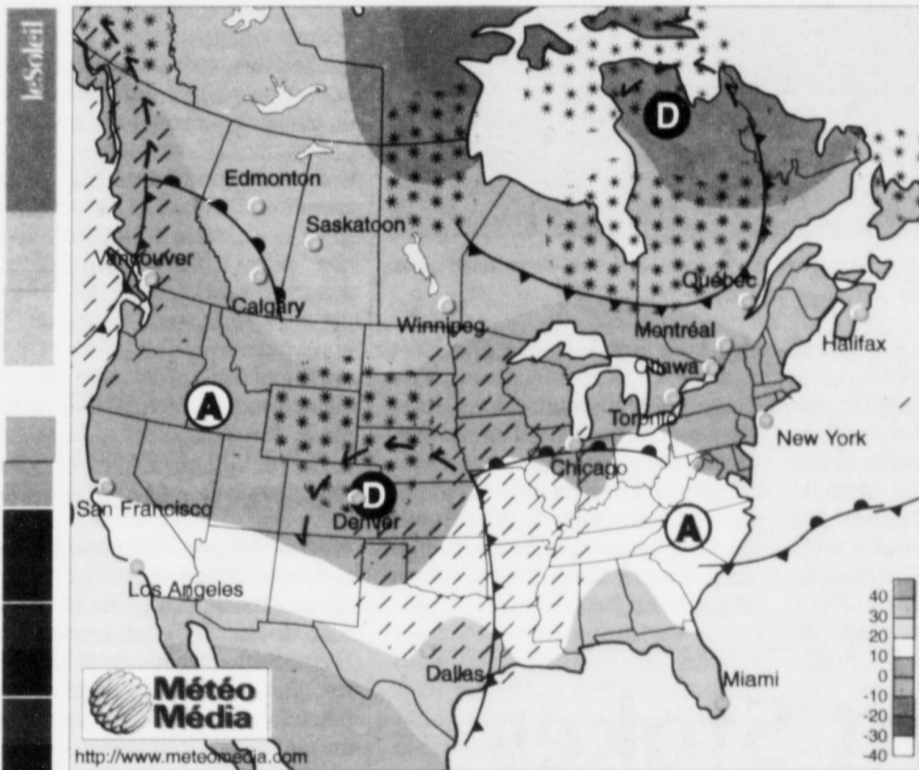 leSoleil
D
Edmonton
Saskatoon
Vancouver
Calgary
Winnipeg
Québec
Montréal
Halifax
Ottawa
A
Toronto
New York
Chicago
San Francisco
D
Denver
A
Los Angeles
40
30
20
10
0
-10
-20
-30
-40
Dallas
Miami
Météo
Média
http://www.meteomedia.com